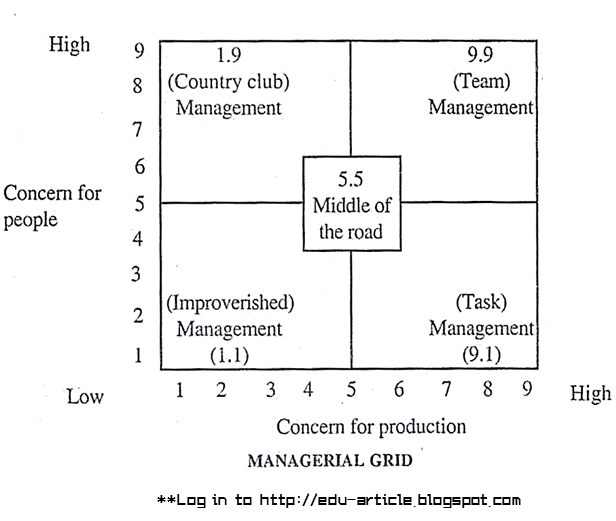 High
9
1.9
9.9
8
(Country club)
(Team)
Management
Management
7
6
5.5
Concern for
people
5
Middle of
4
the road
3
(Improverished)
(Task)
2
Management
Management
1
(1.1)
(9.1)
Low
1 2 3 4 5 6 7 8 9
High
Concern for production
MANAGERIAL GRID
**Log in to http://edu-article.blogspot.com